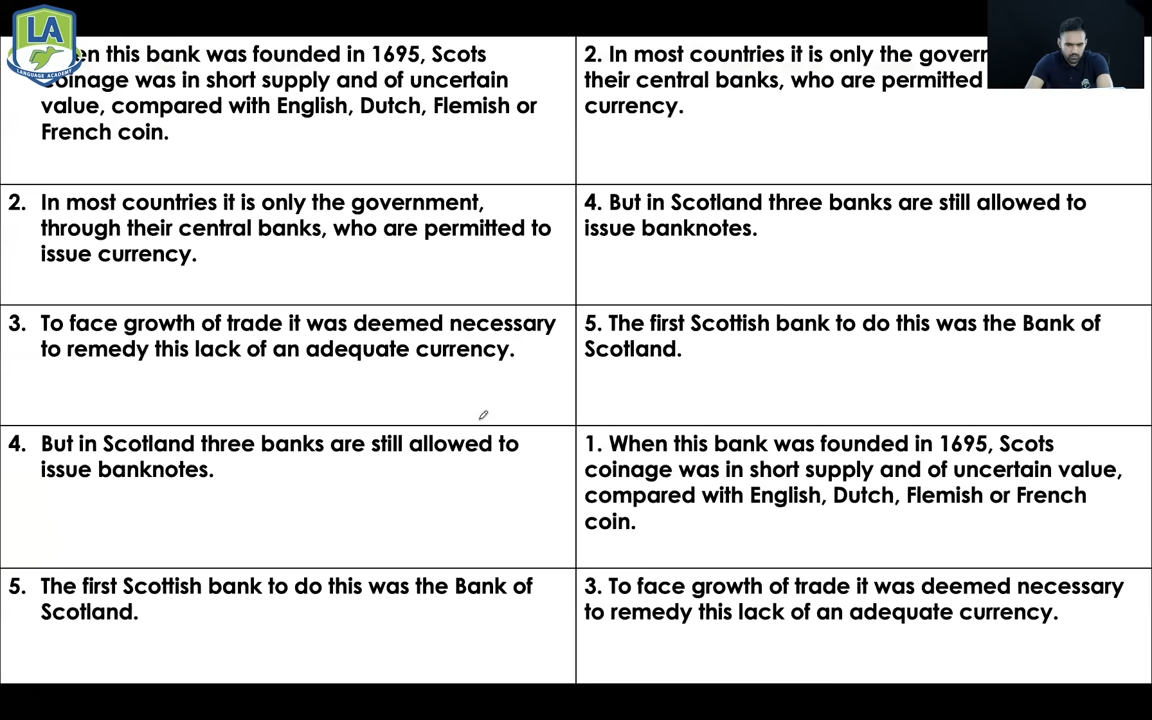 LA
LANGUAGE ACADEMY
en this bank was founded in 1695, Scots
coinage was in short supply and of uncertain
value, compared with English, Dutch, Flemish or
French coin.
2. In most countries it is only the govern
their central banks, who are permitted
currency.
2. In most countries it is only the government,
through their central banks, who are permitted to
issue currency.
4. But in Scotland three banks are still allowed to
issue banknotes.
3. To face growth of trade it was deemed necessary
to remedy this lack of an adequate currency.
5. The first Scottish bank to do this was the Bank of
Scotland.
4. But in Scotland three banks are still allowed to
issue banknotes.
1. When this bank was founded in 1695, Scots
coinage was in short supply and of uncertain value,
compared with English, Dutch, Flemish or French
coin.
5. The first Scottish bank to do this was the Bank of
Scotland.
3. To face growth of trade it was deemed necessary
to remedy this lack of an adequate currency.